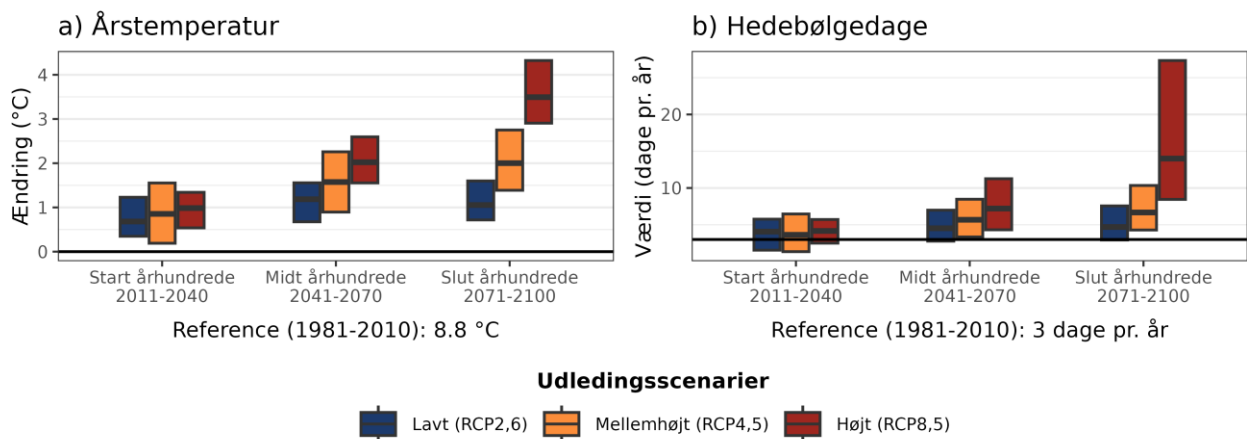 a) Årstemperatur
Ændring (°C)
4
3
2
1
0
Start århundrede
2011-2040
Midt århundrede
2041-2070
Slut århundrede
2071-2100
Reference (1981-2010): 8.8 °C
b) Hedebølgedage
Værdi (dage pr. år)
20
10
Start århundrede
2011-2040
Midt århundrede
2041-2070
Slut århundrede
2071-2100
Reference (1981-2010): 3 dage pr. år
Udledingsscenarier
Lavt (RCP2,6)
Mellemhøjt (RCP4,5)
Højt (RCP8,5)